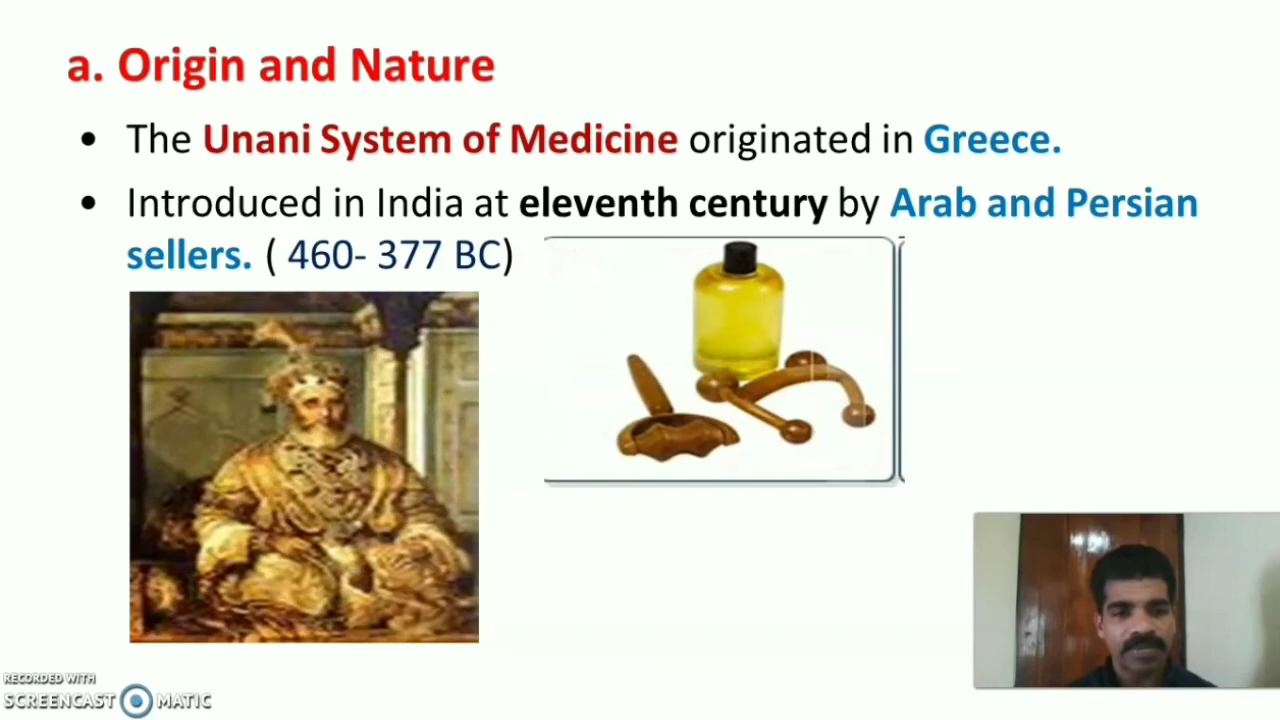 a. Origin and Nature
• The Unani System of Medicine originated in Greece.
• Introduced in India at eleventh century by Arab and Persian
sellers. ( 460- 377 BC)
RECORDED WITH
SCREENCAST MATIC